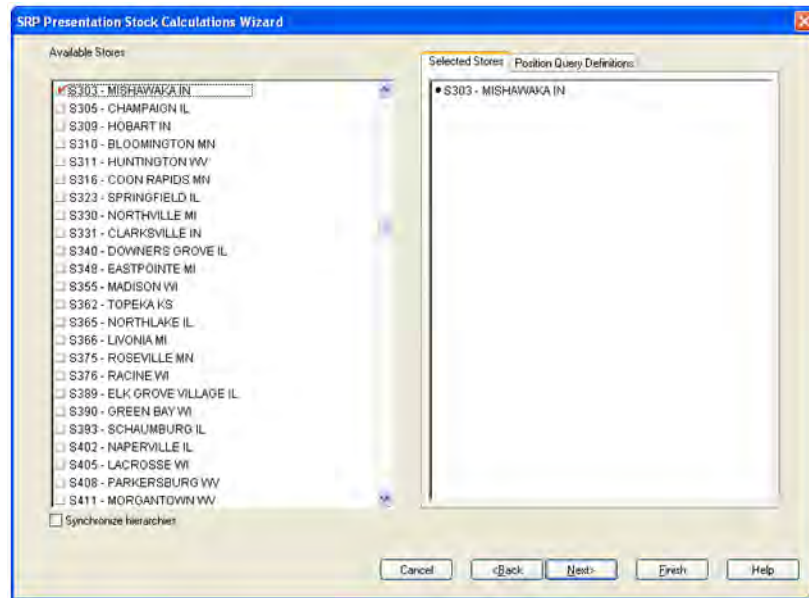 SRP Presentation Stock Calculations Wizard
Available Stores
S303 - MISHAWAKA IN
S305 - CHAMPAIGN IL
S309 - HOBART IN
S310 - BLOOMINGTON MN
S311 - HUNTINGTON WV
S316 - COON RAPIDS MN
S323 - SPRINGFIELD IL
S330 - NORTHVILLE MI
S331 - CLARKSVILLE IN
S340 - DOWNERS GROVE IL
S349 - EASTPOINTE MI
S355 - MADISON WI
S362 - TOPEKA KS
S365 - NORTHLAKE IL
S366 - LIVONIA MI
S375 - ROSEVILLE MN
S376 - RACINE WI
S389 - ELK GROVE VILLAGE IL
S390 - GREEN BAY WI
S393 - SCHAUMBURG IL
S402 - NAPERVILLE IL
S405 - LACROSSE WI
S408 - PARKERSBURG WV
S411 - MORGANTOWN WV
Synchronize hierarchies
Selected Stores Position Query Definitions
S303 - MISHAWAKA IN
Cancel <Back Next> Finish Help